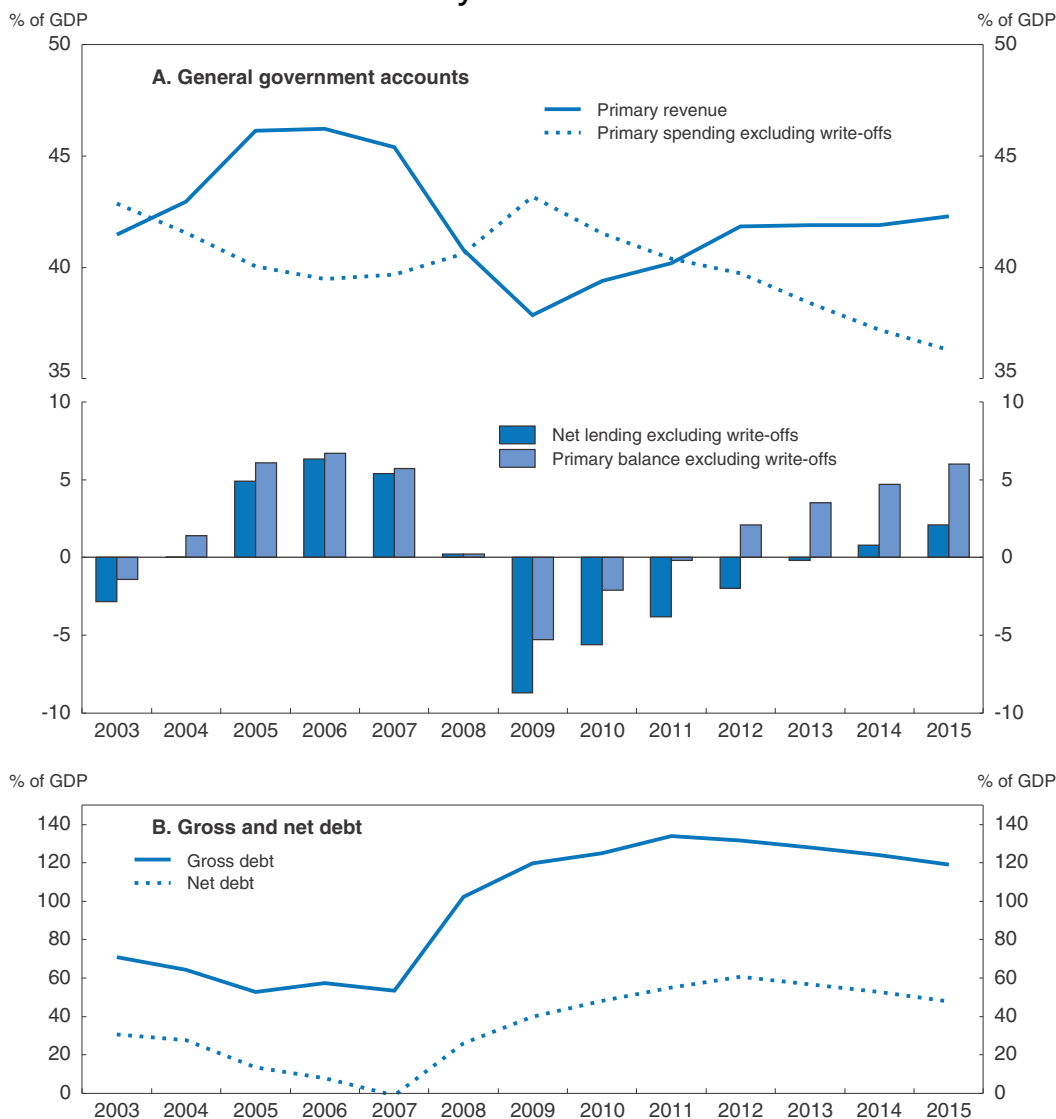 % of GDP % of GDP
50 50
A. General government accounts
Primary revenue
Primary spending excluding write-offs
45 45
40 40
35 35
10 10
Net lending excluding write-offs
Primary balance excluding write-offs
5 5
0 0
-5 -5
-10 -10
2003 2004 2005 2006 2007 2008 2009 2010 2011 2012 2013 2014 2015
% of GDP % of GDP
140 140
B. Gross and net debt
Gross debt
Net debt
120 120
100 100
80 80
60 60
40 40
20 20
0 0
2003 2004 2005 2006 2007 2008 2009 2010 2011 2012 2013 2014 2015